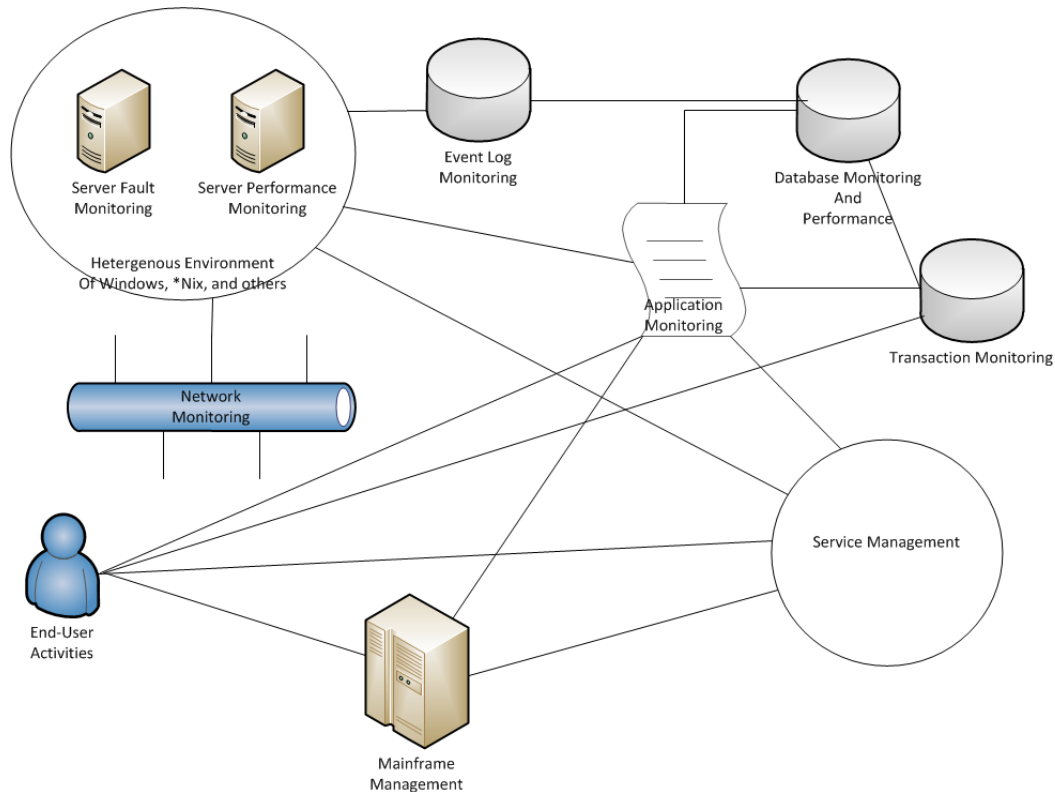 Server Fault
Monitoring
Server Performance
Monitoring
Hetergenous Environment
Of Windows, *Nix, and others
Event Log
Monitoring
Database Monitoring
And
Performance
Application
Monitoring
Transaction Monitoring
Network
Monitoring
Service Management
End-User
Activities
Mainframe
Management